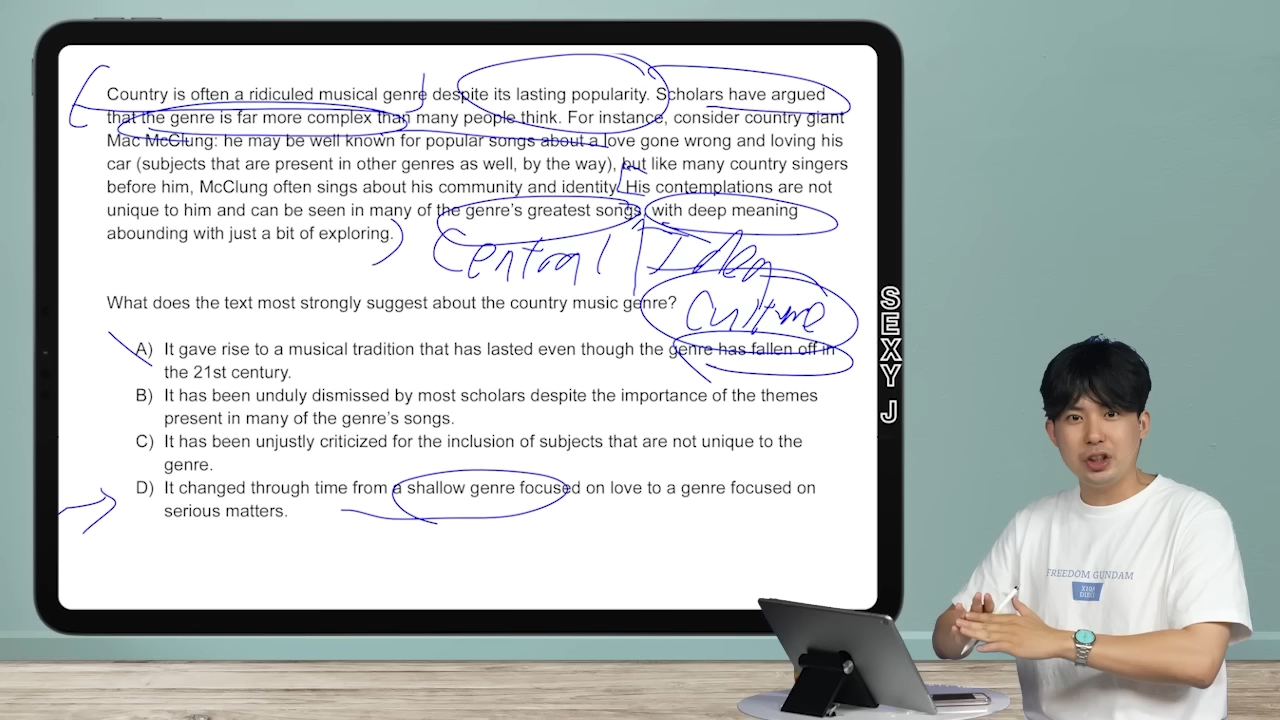 Country is often a ridiculed musical genre despite its lasting popularity. Scholars have argued
that the genre is far more complex than many people think. For instance, consider country giant
Mac McClung: he may be well known for popular songs about a love gone wrong and loving his
car (subjects that are present in other genres as well, by the way), but like many country singers
before him, McClung often sings about his community and identity. His contemplations are not
unique to him and can be seen in many of the genre's greatest songs, with deep meaning
abounding with just a bit of exploring.
Central Idea
Culture
What does the text most strongly suggest about the country music genre?
A) It gave rise to a musical tradition that has lasted even though the genre has fallen off in
the 21st century.
B) It has been unduly dismissed by most scholars despite the importance of the themes
present in many of the genre's songs.
C) It has been unjustly criticized for the inclusion of subjects that are not unique to the
genre.
D) It changed through time from a shallow genre focused on love to a genre focused on
serious matters.
SEXY J
FREEDOM GUNDAM